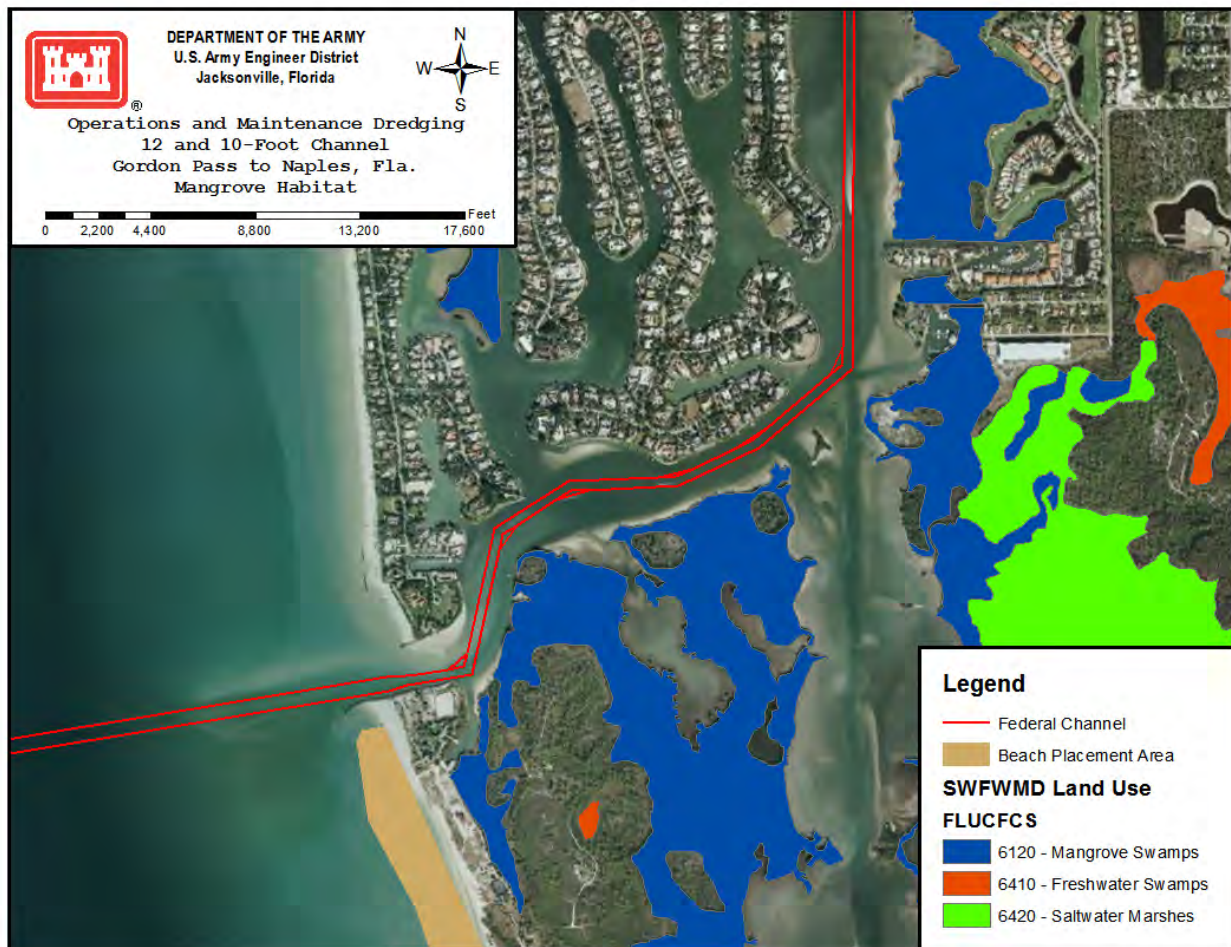 DEPARTMENT OF THE ARMY
U.S. Army Engineer District
Jacksonville, Florida
N
W E
S
®
Operations and Maintenance Dredging
12 and 10-Foot Channel
Gordon Pass to Naples, Fla.
Mangrove Habitat
Feet
0 2,200 4,400 8,800 13,200 17,600
Legend
Federal Channel
Beach Placement Area
SWFWMD Land Use
FLUCFCS
6120 - Mangrove Swamps
6410 - Freshwater Swamps
6420 - Saltwater Marshes